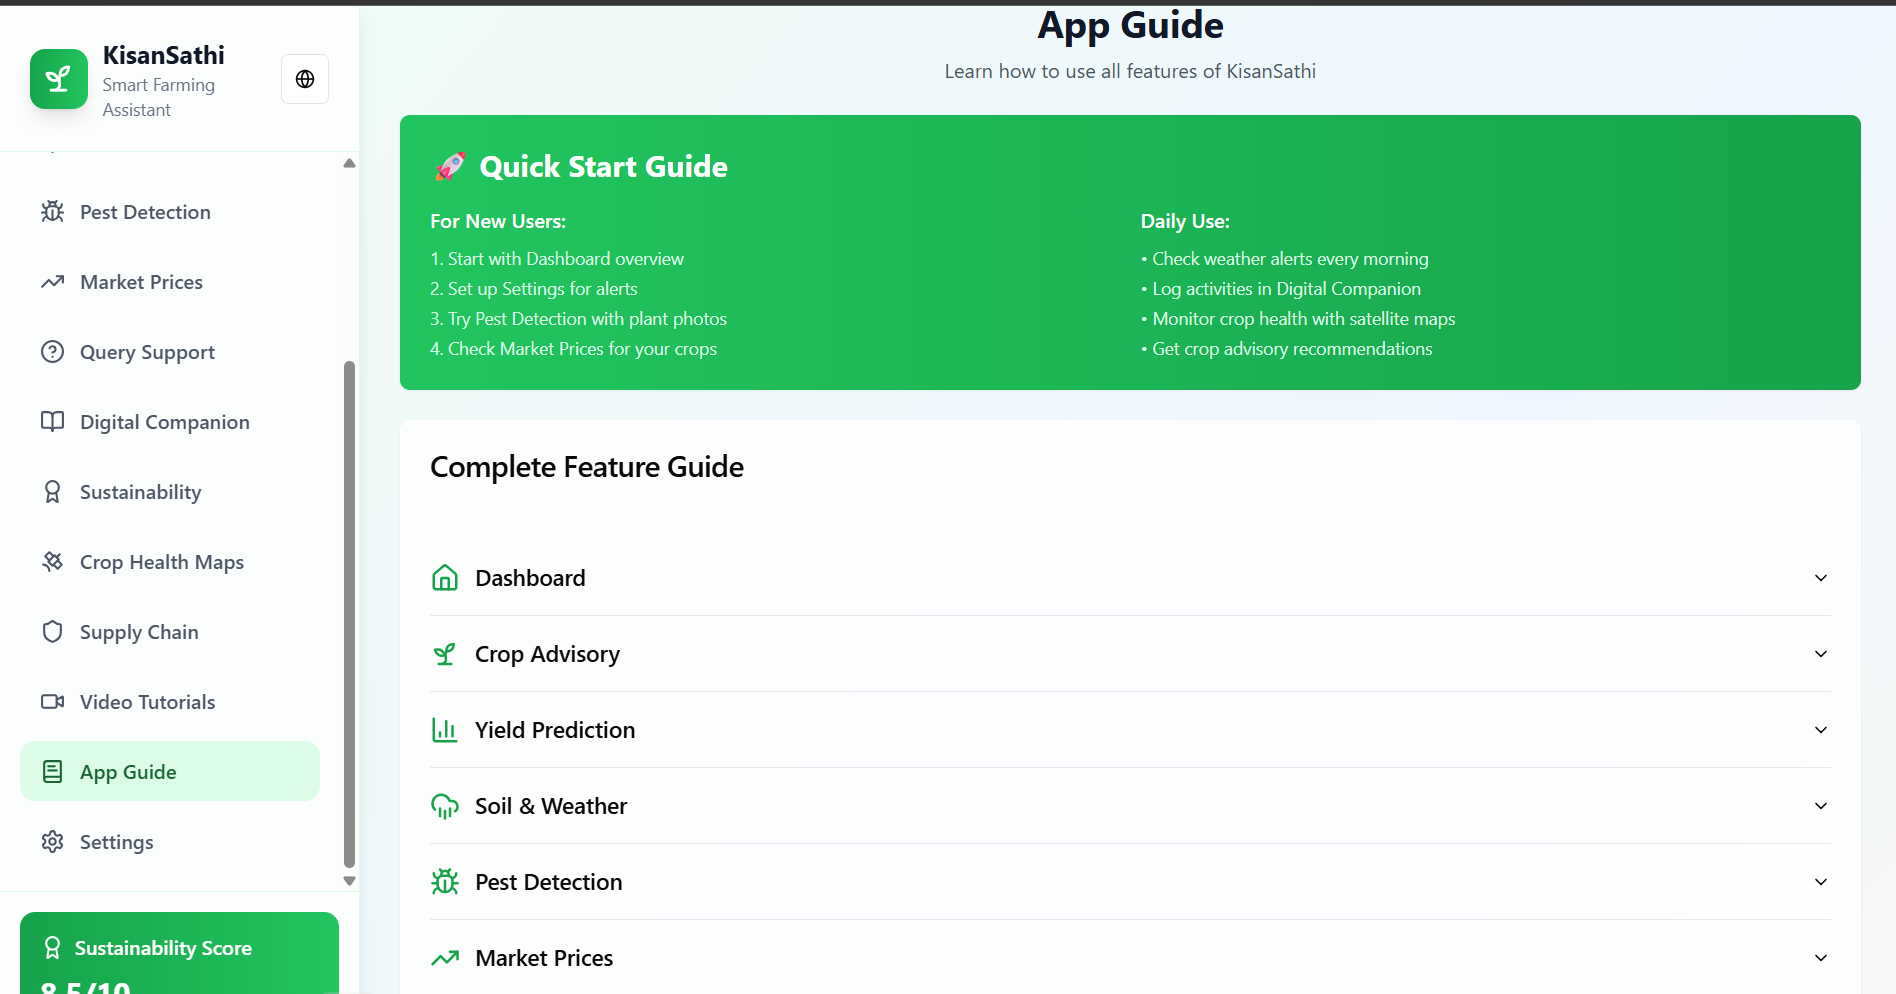 KisanSathi
Smart Farming
Assistant
Pest Detection
Market Prices
Query Support
Digital Companion
Sustainability
Crop Health Maps
Supply Chain
Video Tutorials
App Guide
Settings
Sustainability Score
8.5/10
App Guide
Learn how to use all features of KisanSathi
🚀 Quick Start Guide
For New Users:
1. Start with Dashboard overview
2. Set up Settings for alerts
3. Try Pest Detection with plant photos
4. Check Market Prices for your crops
Daily Use:
• Check weather alerts every morning
• Log activities in Digital Companion
• Monitor crop health with satellite maps
• Get crop advisory recommendations
Complete Feature Guide
Dashboard
Crop Advisory
Yield Prediction
Soil & Weather
Pest Detection
Market Prices